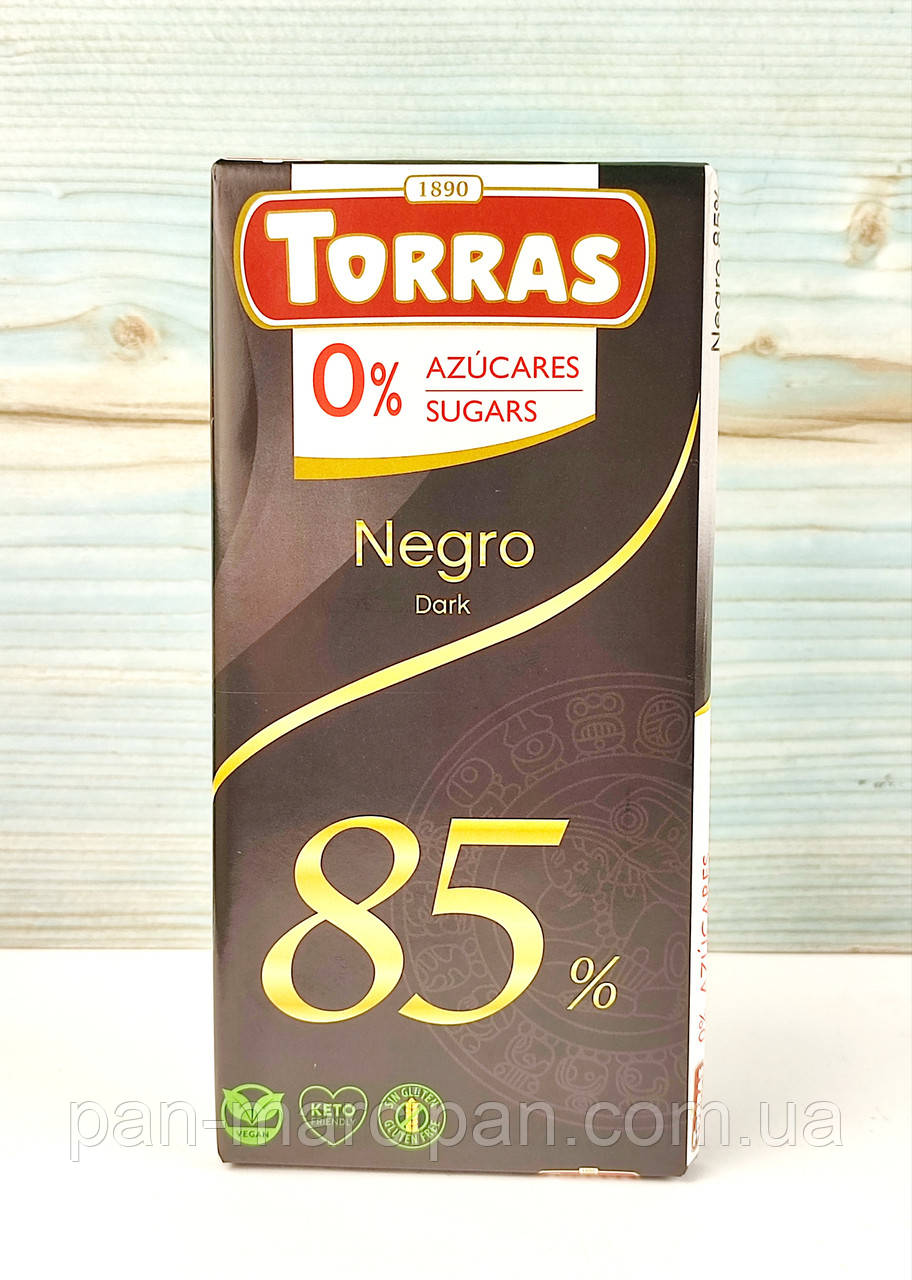 1890
TORRAS
0% AZÚCARES
SUGARS
Negro
Dark
85%
VEGAN
KETO
FRIENDLY
SIN GLUTEN
GLUTEN FREE
Negro 85%
0% AZÚCARES
pan-maropan.com.ua